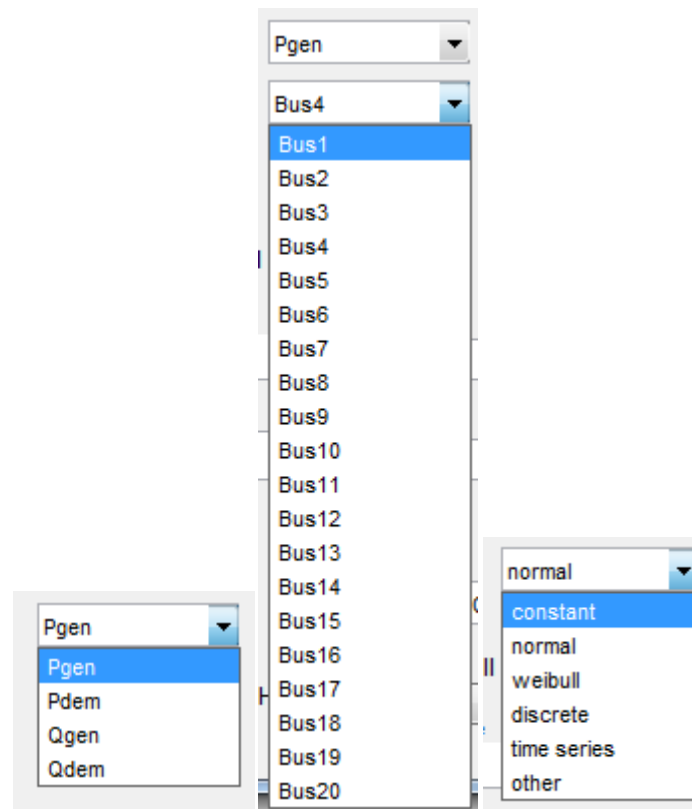 Pgen
Bus4
Bus1
Bus2
Bus3
Bus4
Bus5
Bus6
Bus7
Bus8
Bus9
Bus10
Bus11
Bus12
Bus13
Bus14
Bus15
Bus16
Bus17
Bus18
Bus19
Bus20
Pgen
Pgen
Pdem
Qgen
Qdem
normal
constant
normal
weibull
discrete
time series
other